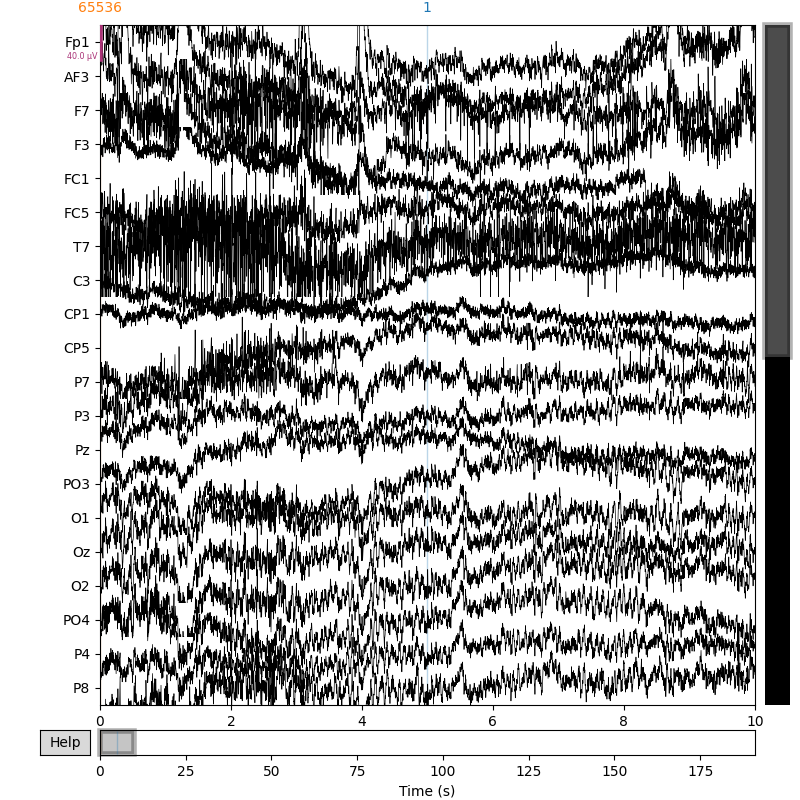 65536 1
Fp1
40.0 µV
AF3
F7
F3
FC1
FC5
T7
C3
CP1
CP5
P7
P3
Pz
PO3
O1
Oz
O2
PO4
P4
P8
0 2 4 6 8 10
Help
0 25 50 75 100 125 150 175
Time (s)